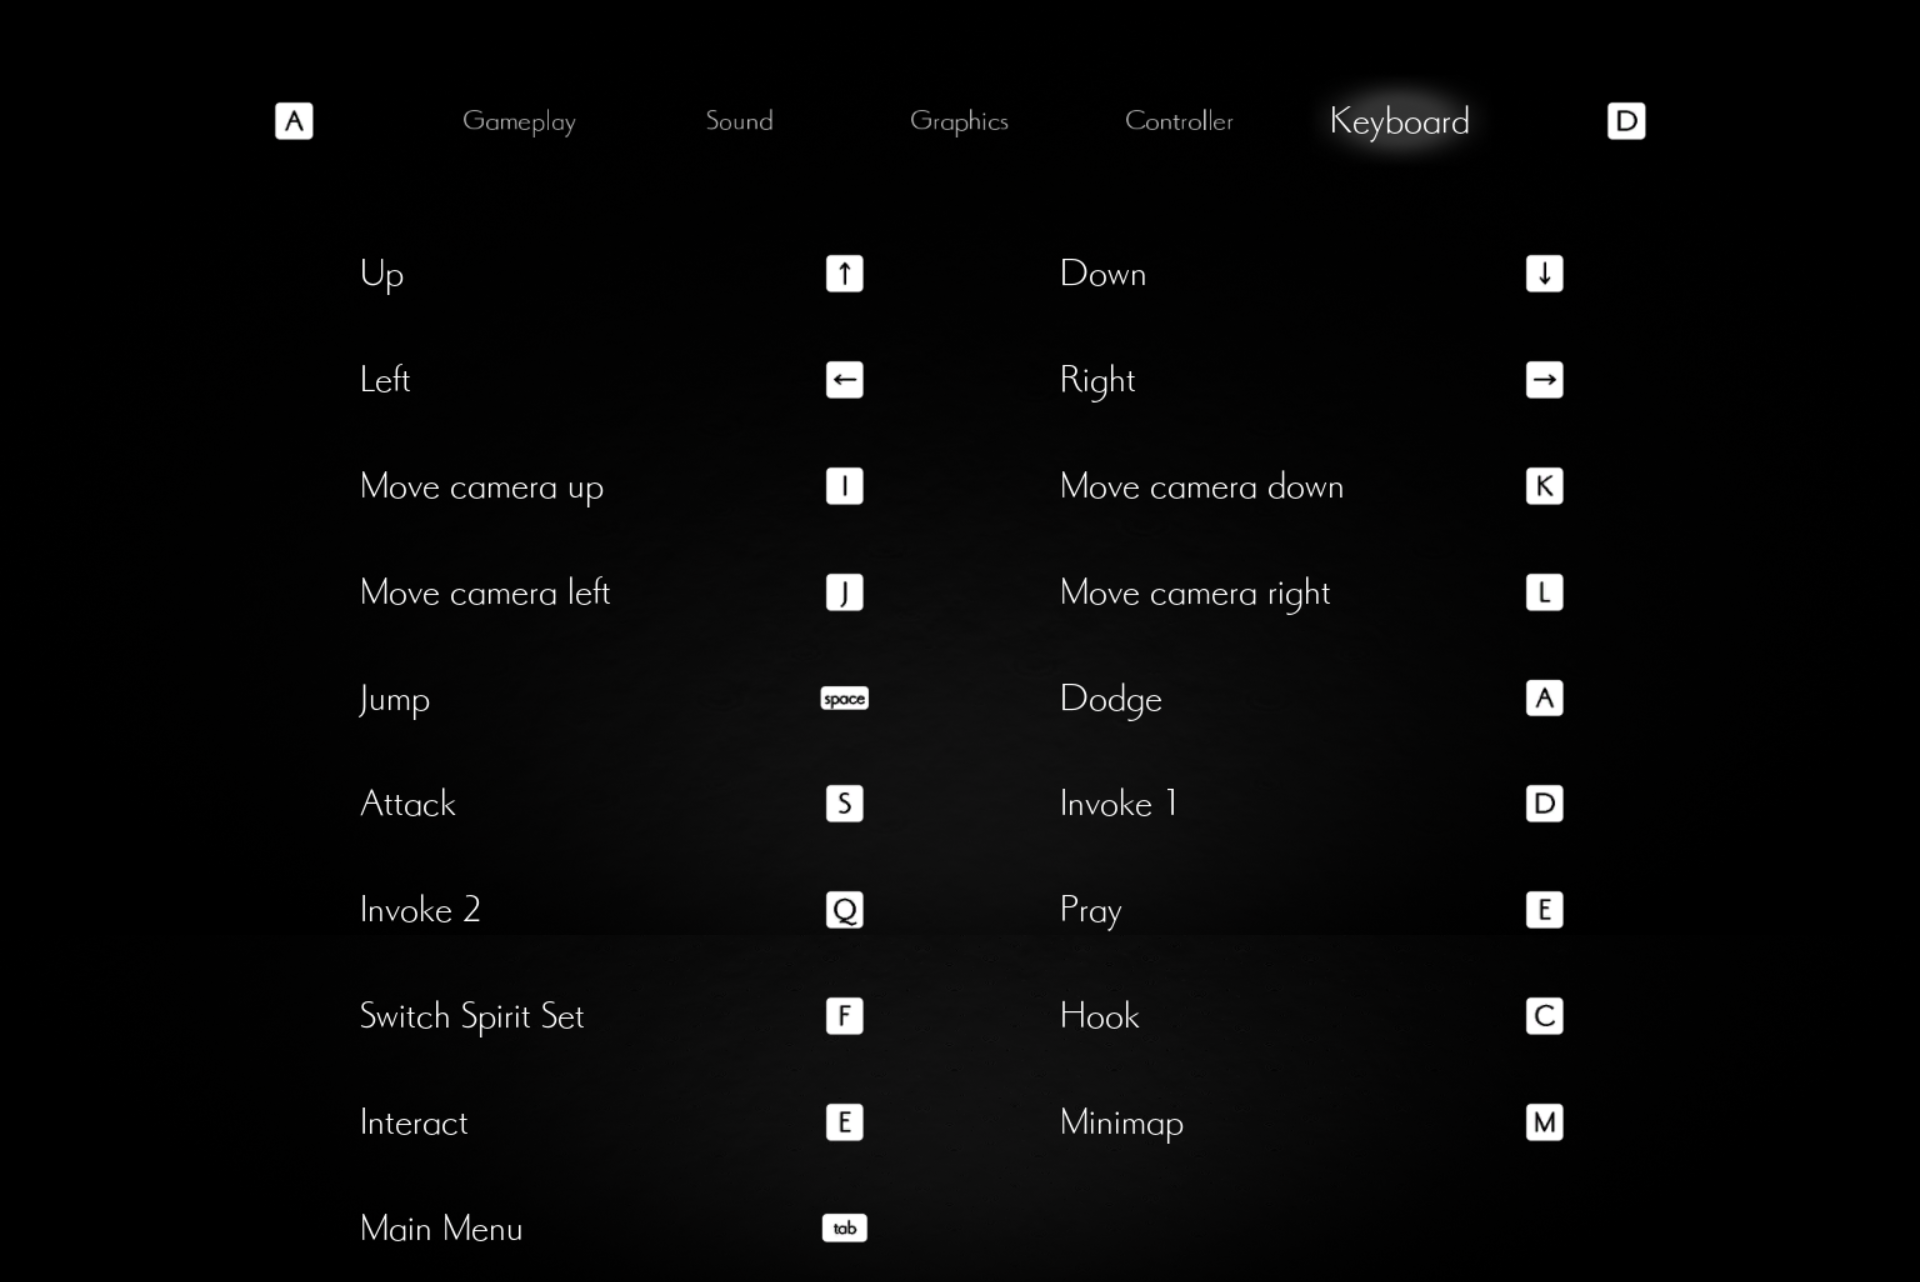 A Gameplay Sound Graphics Controller Keyboard D
Up ↑ Down ↓
Left ← Right →
Move camera up I Move camera down K
Move camera left J Move camera right L
Jump space Dodge A
Attack S Invoke 1 D
Invoke 2 Q Pray E
Switch Spirit Set F Hook C
Interact E Minimap M
Main Menu tab